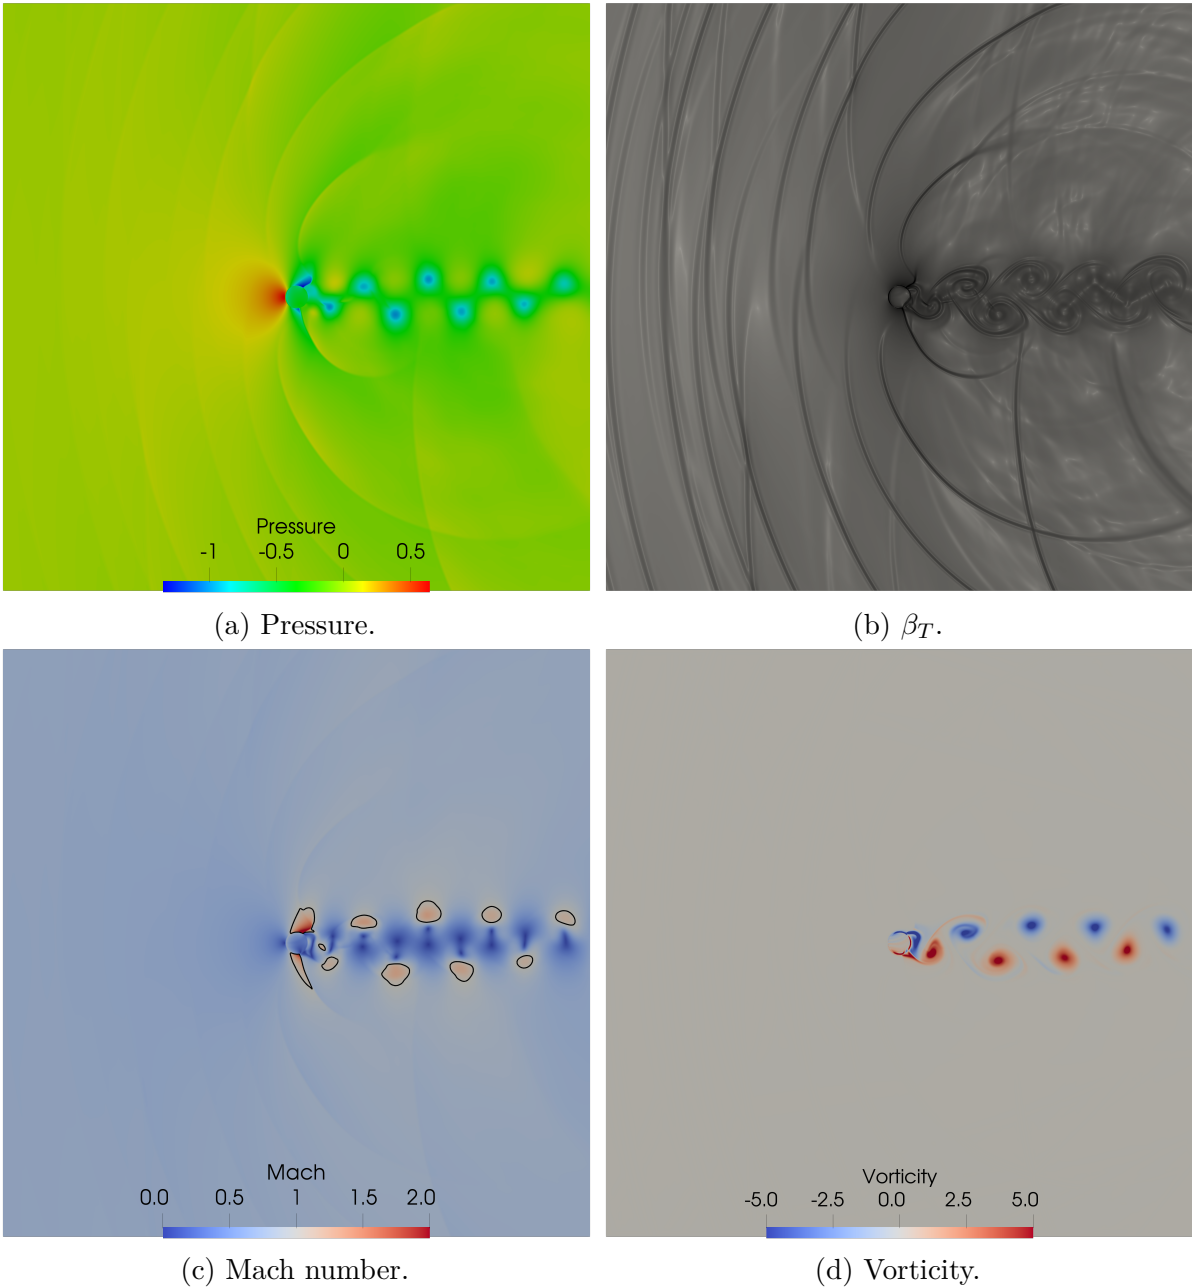 Pressure
-1 -0.5 0 0.5
(a) Pressure.
(b) β_T.
Mach
0.0 0.5 1 1.5 2.0
Vorticity
-5.0 -2.5 0.0 2.5 5.0
(c) Mach number.
(d) Vorticity.